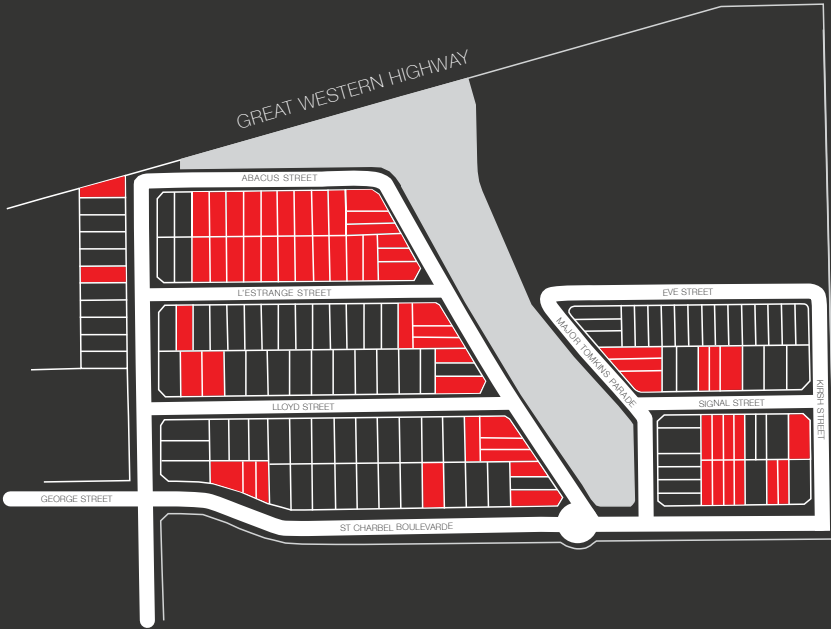 GREAT WESTERN HIGHWAY
ABACUS STREET
L'ESTRANGE STREET
EVE STREET
MAJOR TOMKINS PARADE
KIRSH STREET
LLOYD STREET
SIGNAL STREET
GEORGE STREET
ST CHARBEL BOULEVARDE